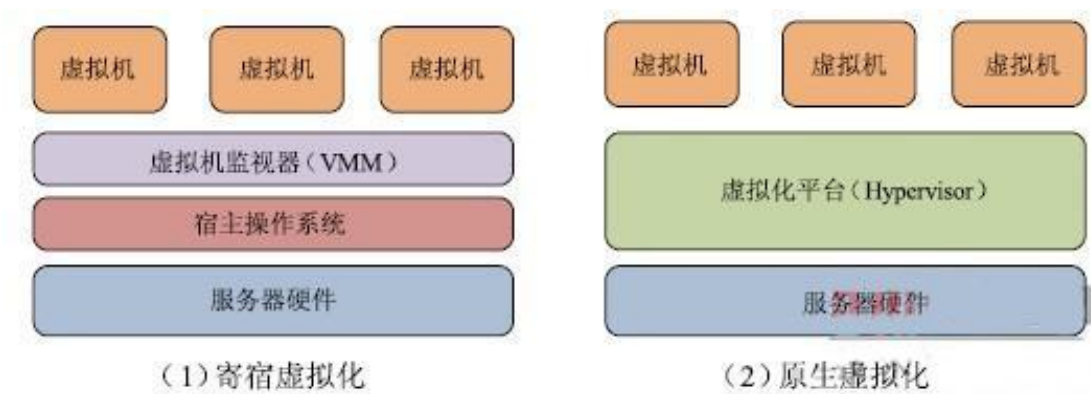 虚拟机 虚拟机 虚拟机
虚拟机监视器（VMM）
宿主操作系统
服务器硬件
（1）寄宿虚拟化
虚拟机 虚拟机 虚拟机
虚拟化平台（Hypervisor）
服务器硬件
（2）原生虚拟化